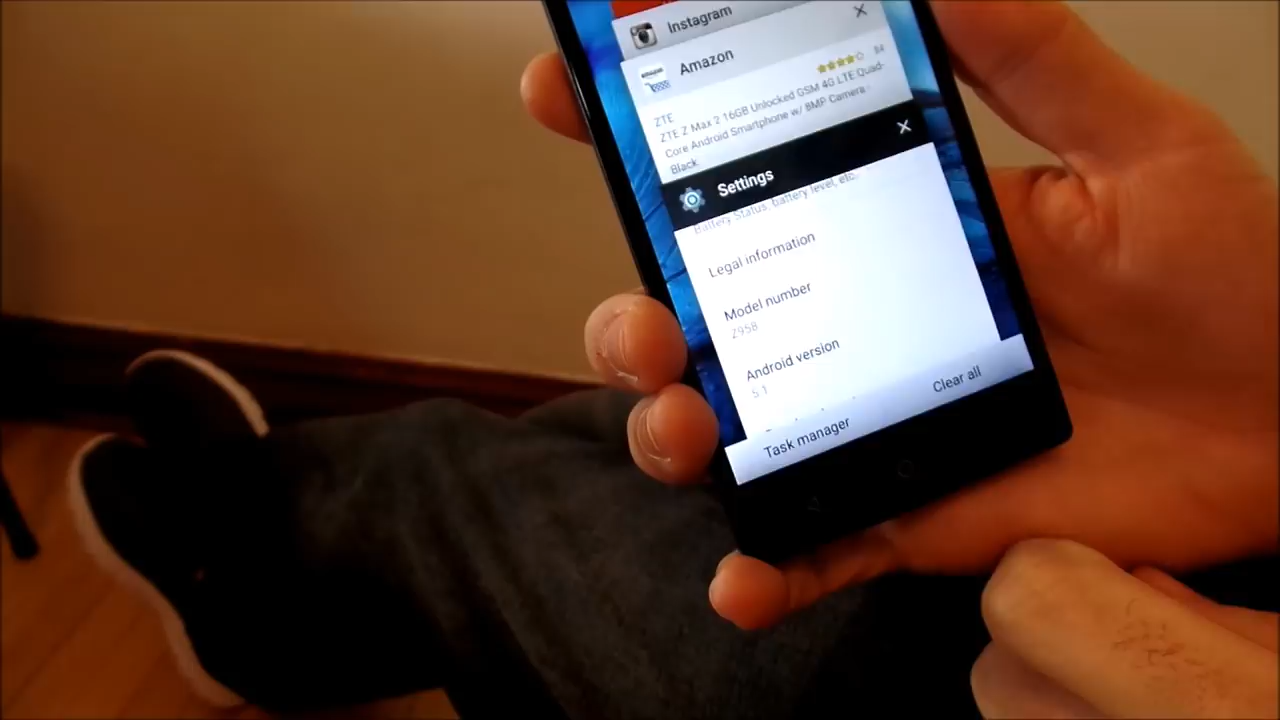 Instagram
Amazon
84
ZTE
ZTE Z Max 2 16GB Unlocked GSM 4G LTE Quad-
Core Android Smartphone w/ 8MP Camera -
Black
Settings
Battery Status, battery level, etc.
Legal information
Model number
Z958
Android version
5.1
Task manager
Clear all